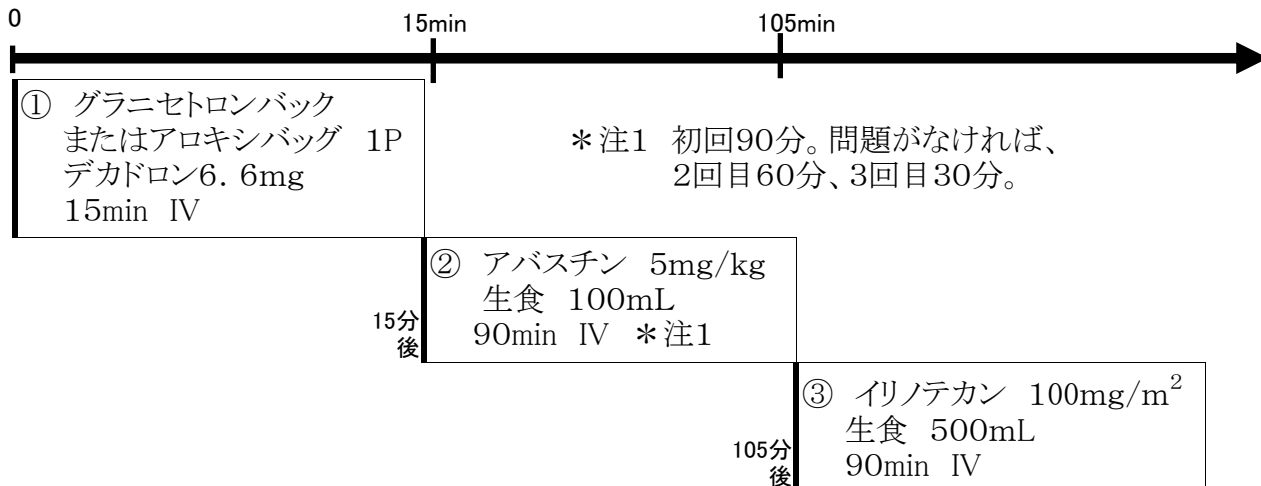 0
15min
105min
① グラニセトロンバック
またはアロキシバッグ 1P
デカドロン6.6mg
15min Ⅳ
＊注1 初回90分。問題がなければ、
2回目60分、3回目30分。
15分
後
② アバスチン 5mg/kg
生食 100mL
90min Ⅳ ＊注1
105分
後
③ イリノテカン 100mg/m²
生食 500mL
90min Ⅳ